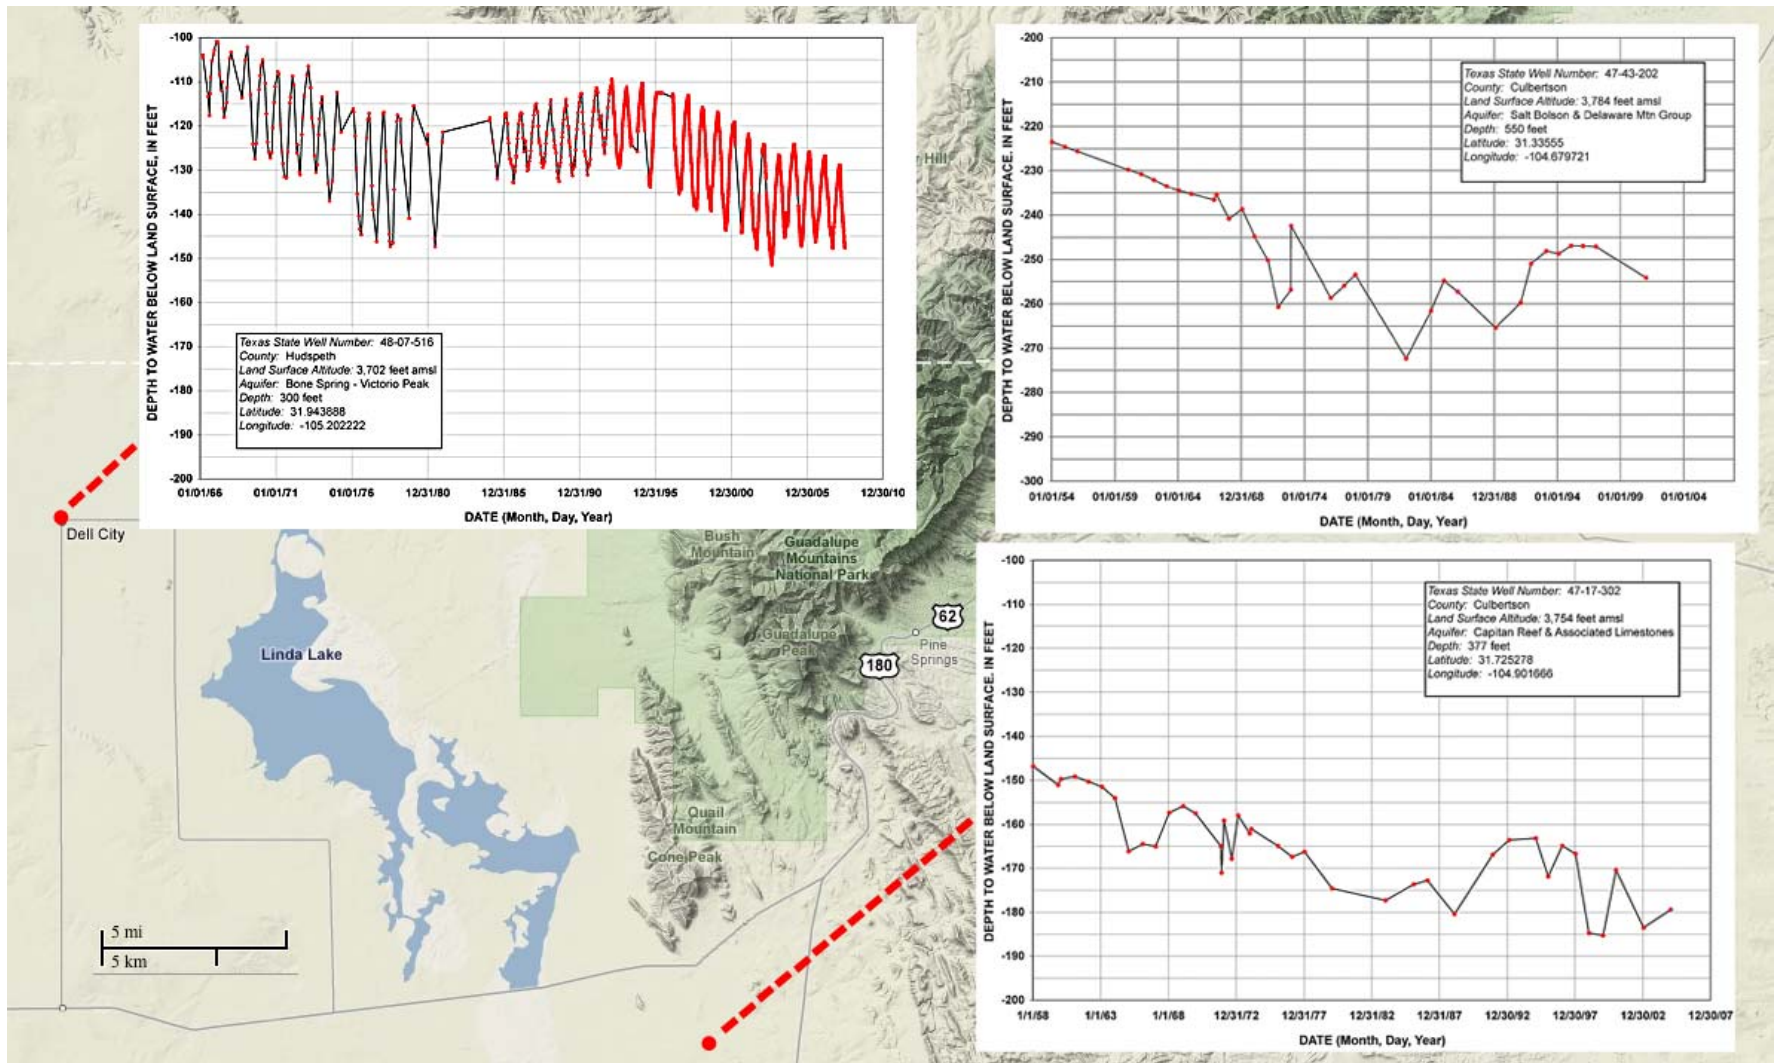 -100
-110
-120
-130
-140
-150
-160
-170
-180
-190
-200
DEPTH TO WATER BELOW LAND SURFACE, IN FEET
Texas State Well Number: 48-07-516
County: Hudspeth
Land Surface Altitude: 3,702 feet amsl
Aquifer: Bone Spring - Victorio Peak
Depth: 300 feet
Latitude: 31.943888
Longitude: -105.202222
01/01/66 01/01/71 01/01/76 12/31/80 12/31/85 12/31/90 12/31/95 12/30/00 12/30/05 12/30/10
DATE (Month, Day, Year)
-200
-210
-220
-230
-240
-250
-260
-270
-280
-290
-300
DEPTH TO WATER BELOW LAND SURFACE, IN FEET
Texas State Well Number: 47-43-202
County: Culbertson
Land Surface Altitude: 3,784 feet amsl
Aquifer: Salt Bolson & Delaware Mtn Group
Depth: 550 feet
Latitude: 31.33555
Longitude: -104.679721
01/01/54 01/01/59 01/01/64 12/31/68 01/01/74 01/01/79 01/01/84 12/31/88 01/01/94 01/01/99 01/01/04
DATE (Month, Day, Year)
Hill
Dell City
Bush
Mountain
Guadalupe
Mountains
National Park
Linda Lake
Guadalupe
Peak
62
180
Pine
Springs
Quail
Mountain
Cone Peak
5 mi
5 km
-100
-110
-120
-130
-140
-150
-160
-170
-180
-190
-200
DEPTH TO WATER BELOW LAND SURFACE, IN FEET
Texas State Well Number: 47-17-302
County: Culbertson
Land Surface Altitude: 3,754 feet amsl
Aquifer: Capitan Reef & Associated Limestones
Depth: 377 feet
Latitude: 31.725278
Longitude: -104.901666
1/1/58 1/1/63 1/1/68 12/31/72 12/31/77 12/31/82 12/31/87 12/30/92 12/30/97 12/30/02 12/30/07
DATE (Month, Day, Year)